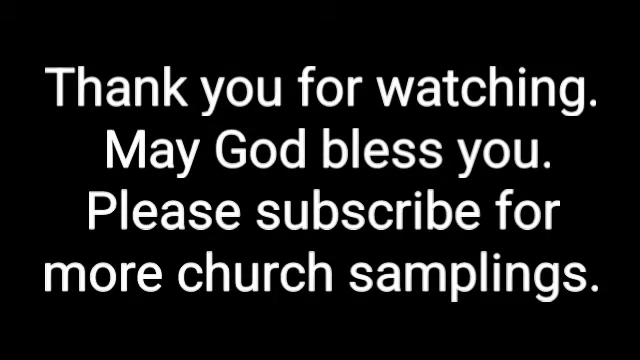 Thank you for watching.
May God bless you.
Please subscribe for
more church samplings.